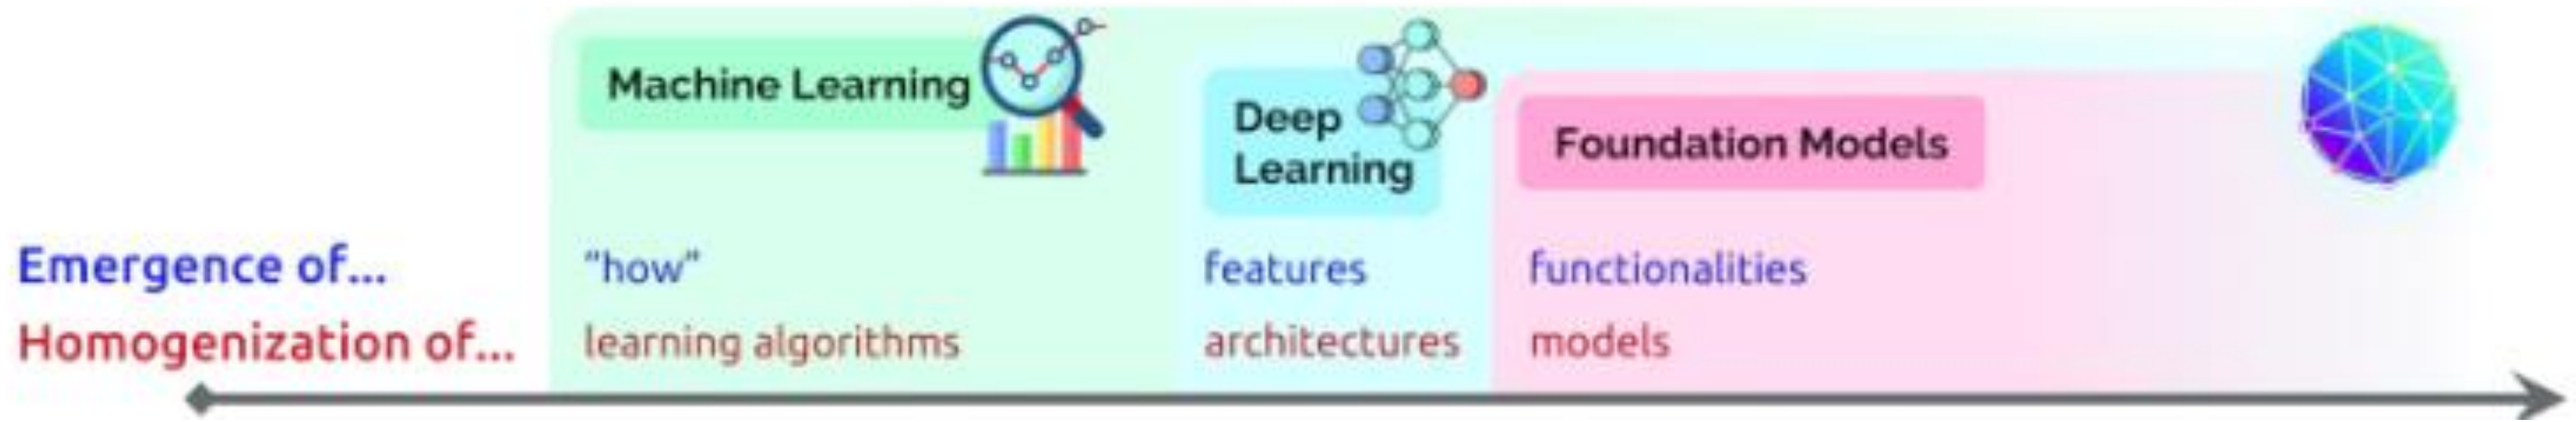 Machine Learning
Deep
Learning
Foundation Models
Emergence of...
“how”
features
functionalities
Homogenization of...
learning algorithms
architectures
models